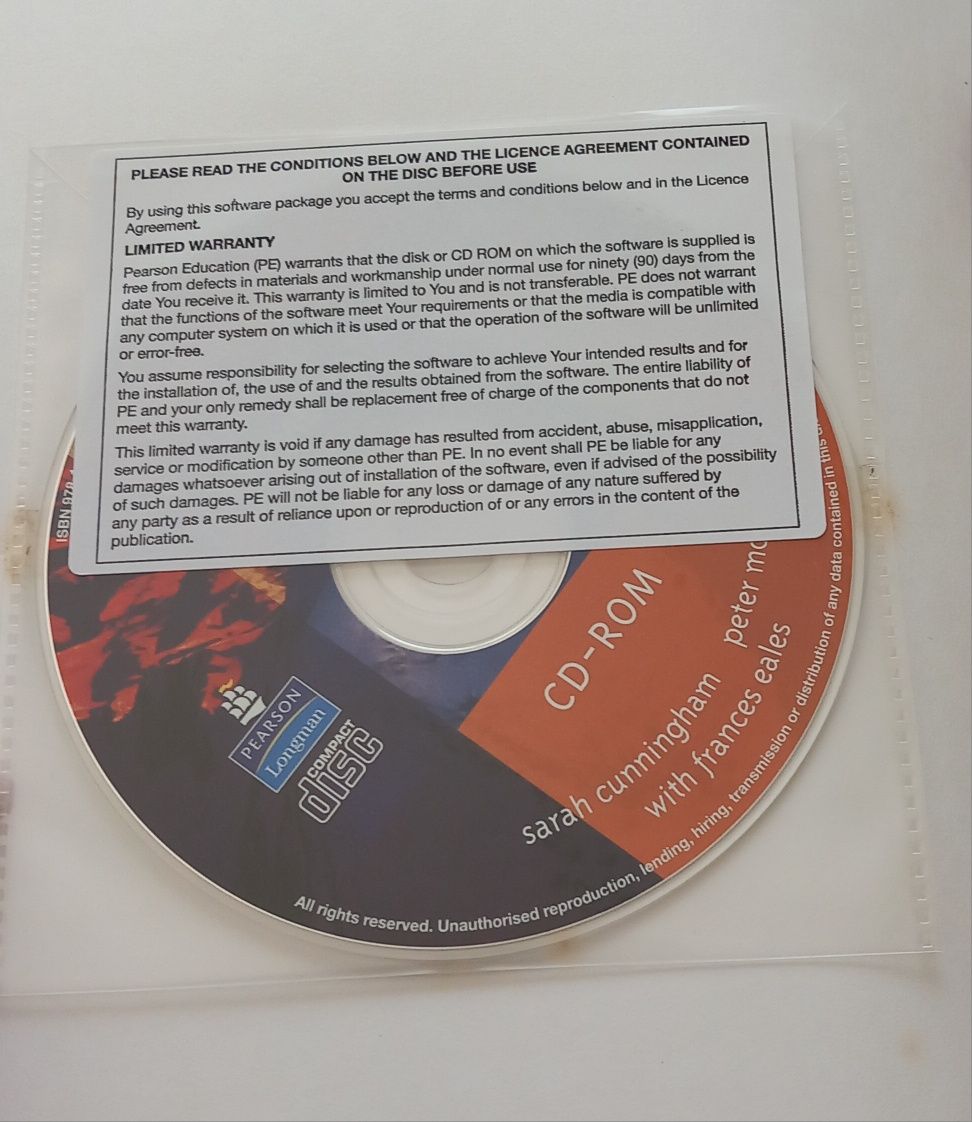 PLEASE READ THE CONDITIONS BELOW AND THE LICENCE AGREEMENT CONTAINED
ON THE DISC BEFORE USE
By using this software package you accept the terms and conditions below and in the Licence
Agreement.
LIMITED WARRANTY
Pearson Education (PE) warrants that the disk or CD ROM on which the software is supplied is
free from defects in materials and workmanship under normal use for ninety (90) days from the
date You receive it. This warranty is limited to You and is not transferable. PE does not warrant
that the functions of the software meet Your requirements or that the media is compatible with
any computer system on which it is used or that the operation of the software will be unlimited
or error-free.
You assume responsibility for selecting the software to achieve Your intended results and for
the installation of, the use of and the results obtained from the software. The entire liability of
PE and your only remedy shall be replacement free of charge of the components that do not
meet this warranty.
This limited warranty is void if any damage has resulted from accident, abuse, misapplication,
service or modification by someone other than PE. In no event shall PE be liable for any
damages whatsoever arising out of installation of the software, even if advised of the possibility
of such damages. PE will not be liable for any loss or damage of any nature suffered by
any party as a result of reliance upon or reproduction of or any errors in the content of the
publication.
ISBN 978
CD-ROM
sarah cunningham peter
with frances eales
PEARSON
Longman
COMPACT
disc
All rights reserved. Unauthorised reproduction, lending, hiring, transmission or distribution of any data contained in this